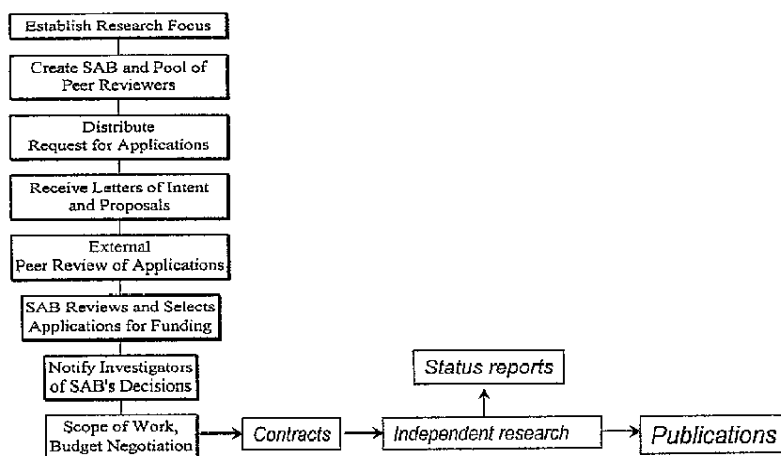 Establish Research Focus
Create SAB and Pool of
Peer Reviewers
Distribute
Request for Applications
Receive Letters of Intent
and Proposals
External
Peer Review of Applications
SAB Reviews and Selects
Applications for Funding
Notify Investigators
of SAB's Decisions
Scope of Work,
Budget Negotiation
Contracts
Independent research
Status reports
Publications